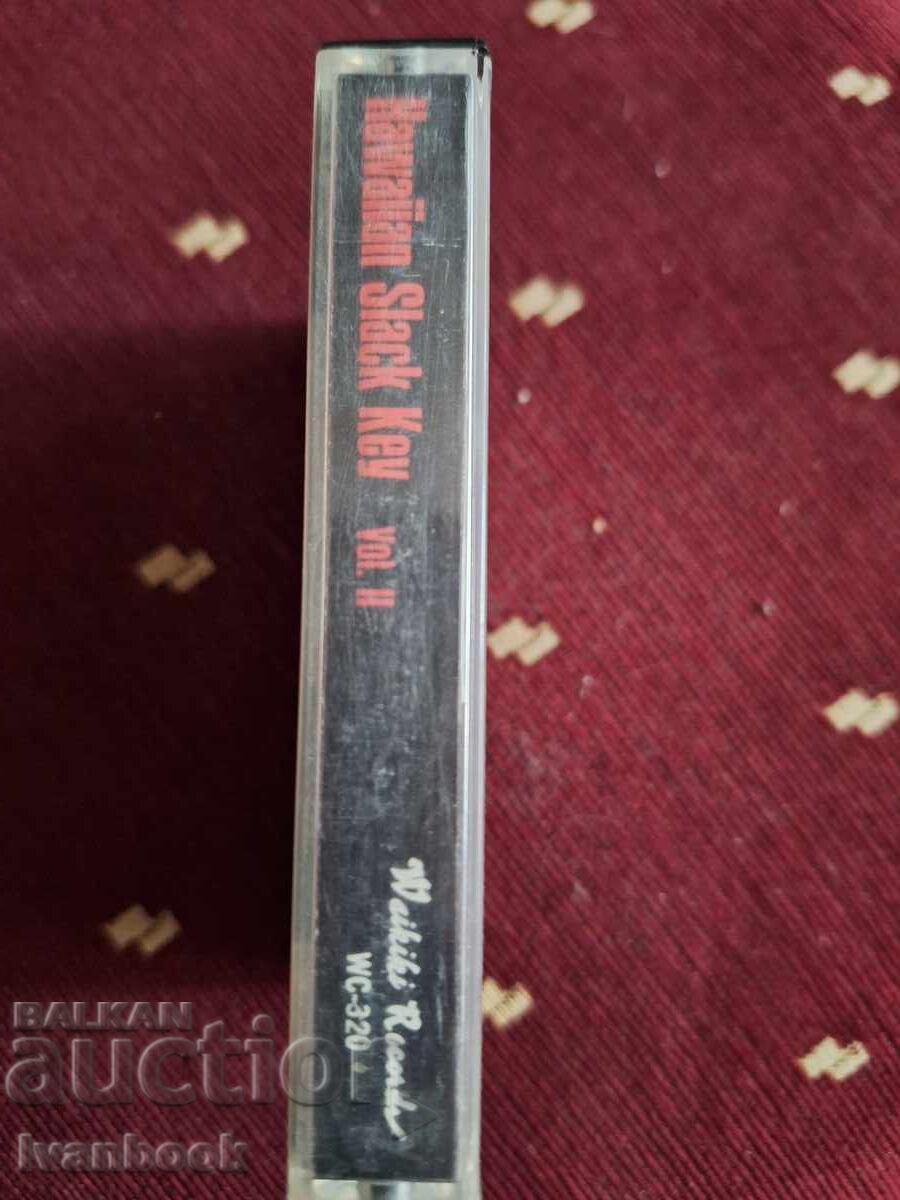 Hawaiian Slack Key Vol. II
Waikiki Records
WC-320
BALKAN
auction
Ivanbook